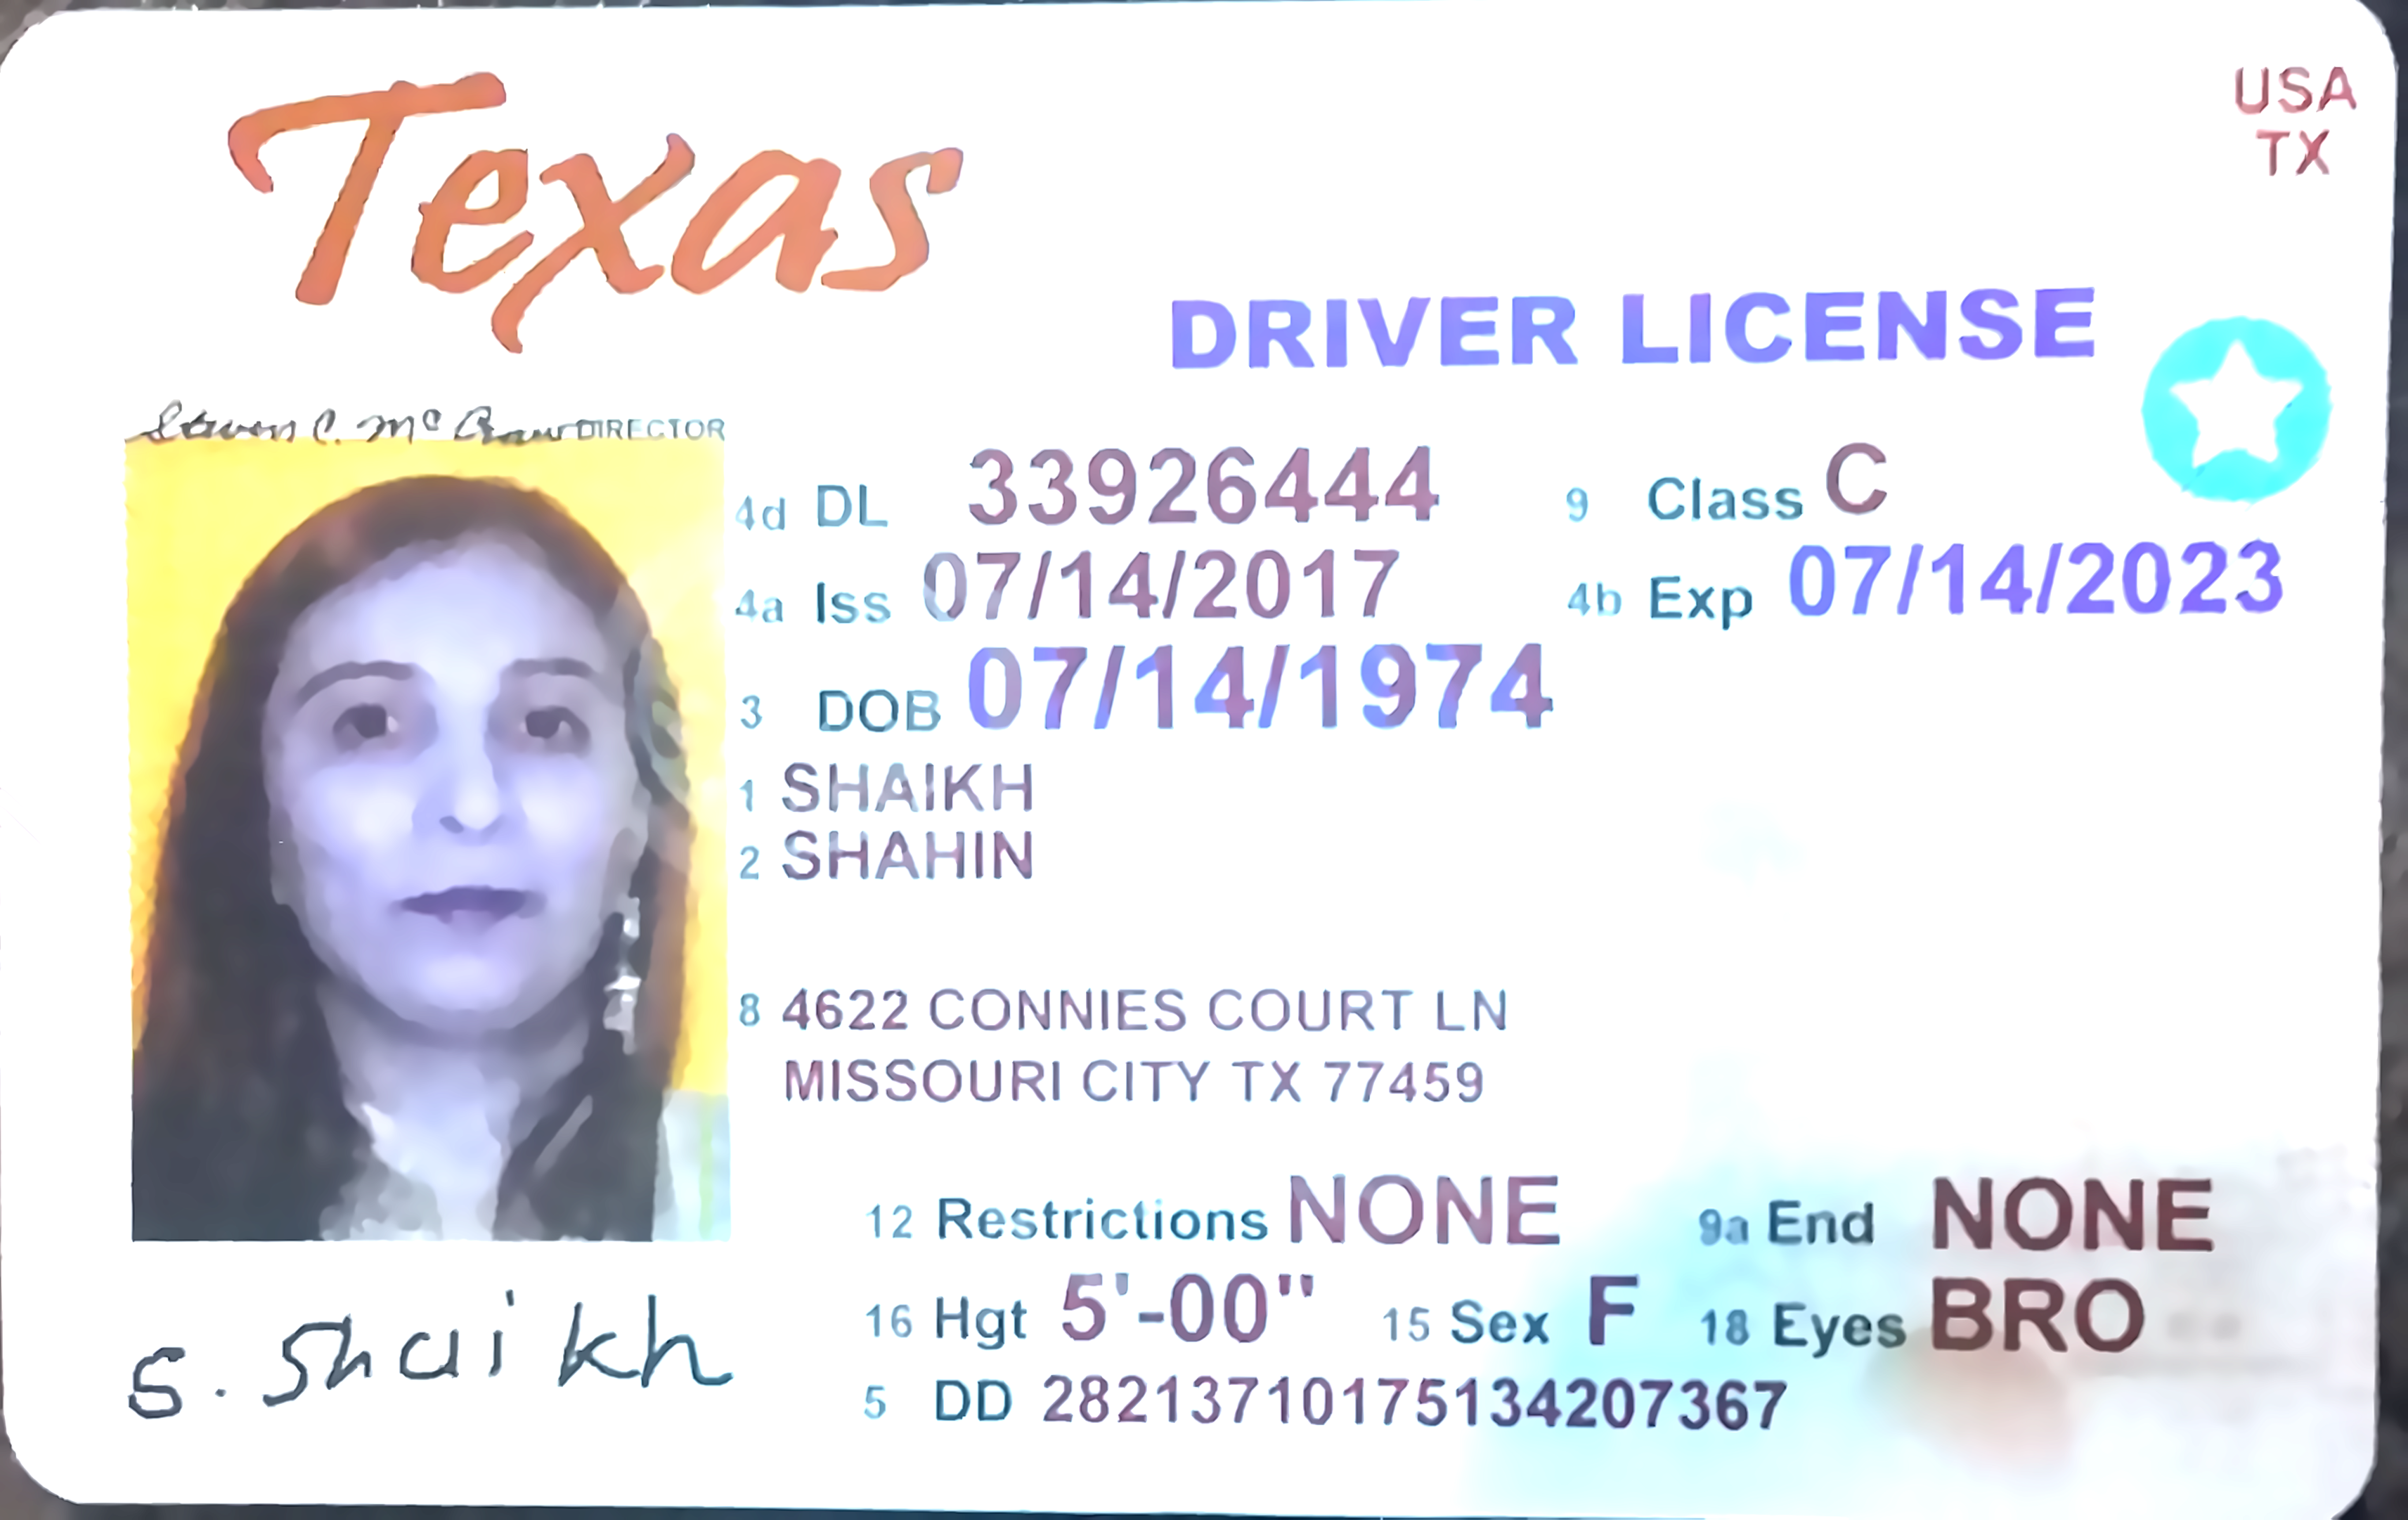 Texas
USA
TX
DRIVER LICENSE
Steven C. McCraw DIRECTOR
4d DL 33926444 9 Class C
4a Iss 07/14/2017 4b Exp 07/14/2023
3 DOB 07/14/1974
1 SHAIKH
2 SHAHIN
8 4622 CONNIES COURT LN
MISSOURI CITY TX 77459
12 Restrictions NONE 9a End NONE
16 Hgt 5'-00" 15 Sex F 18 Eyes BRO
5 DD 28213710175134207367
S. Shaikh